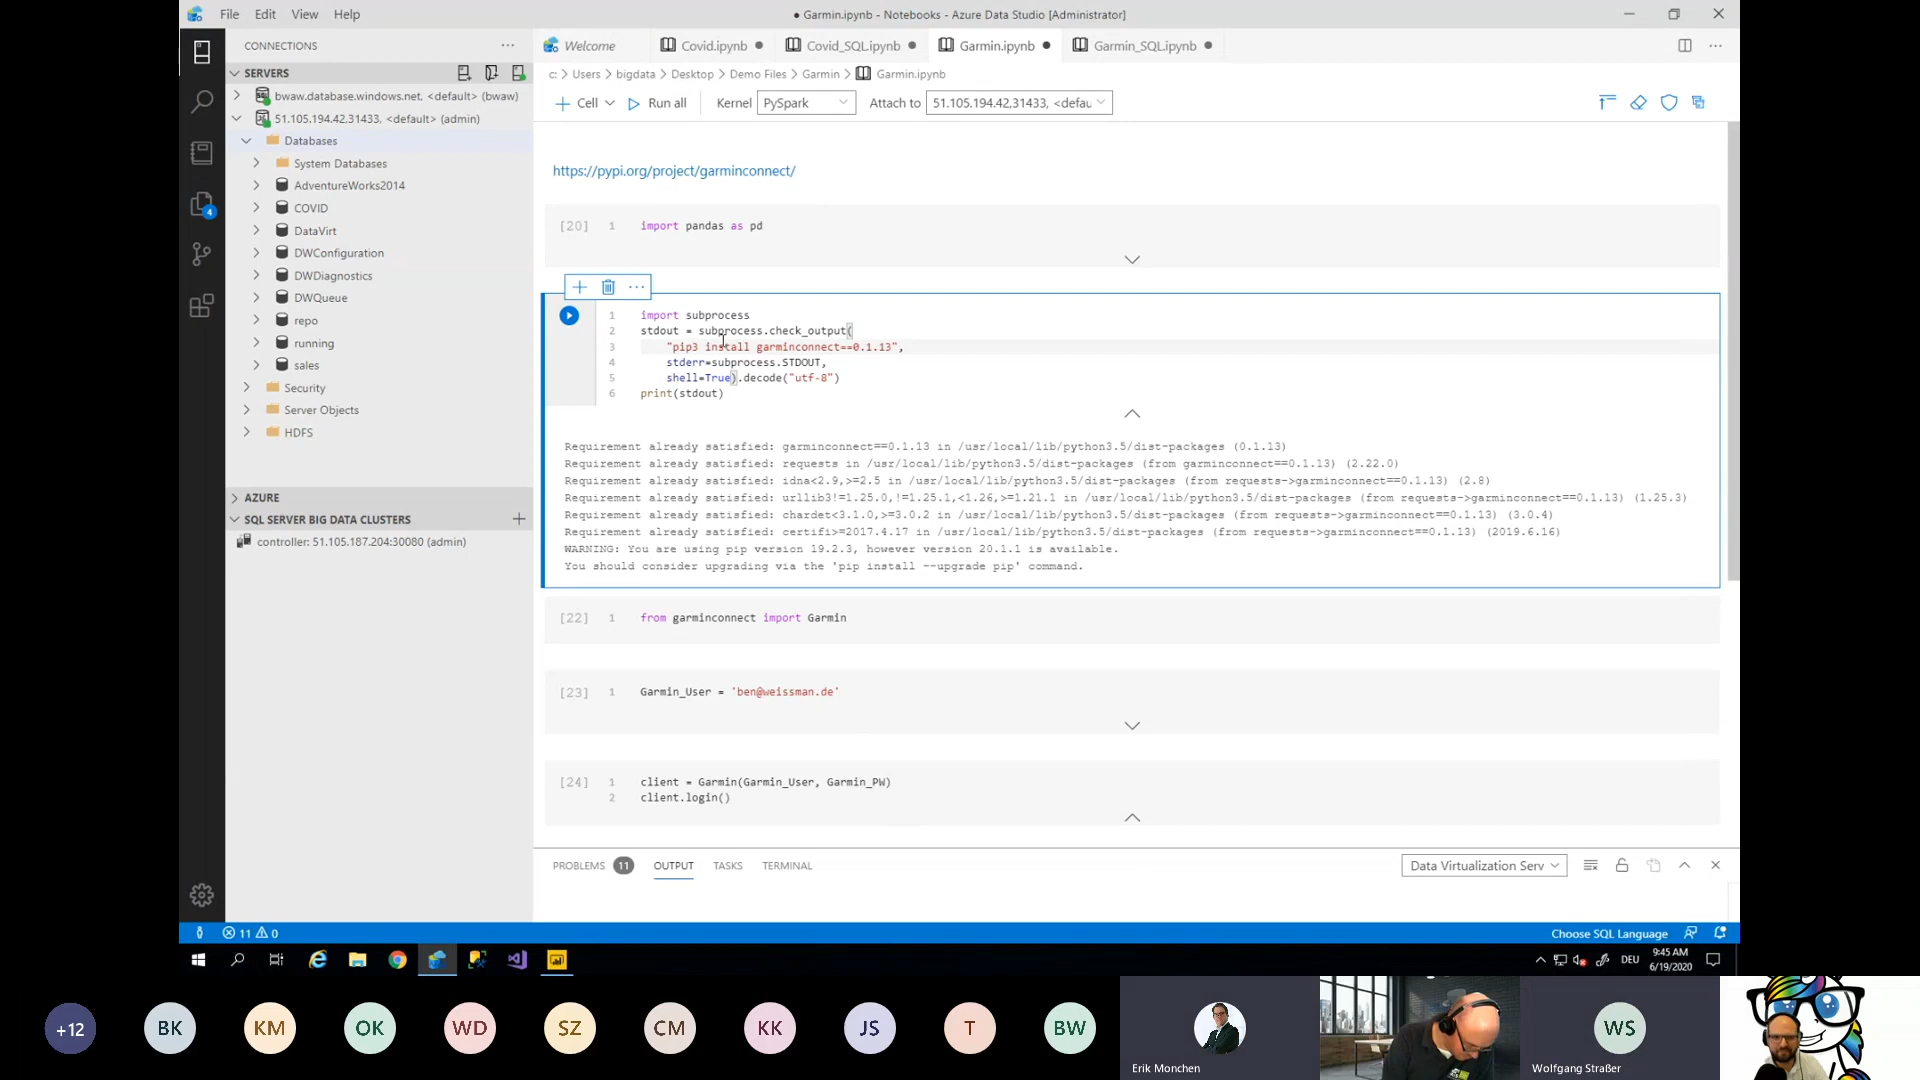 File Edit View Help
● Garmin.ipynb - Notebooks - Azure Data Studio [Administrator]
CONNECTIONS
SERVERS
bwaw.database.windows.net, <default> (bwaw)
51.105.194.42,31433, <default> (admin)
Databases
System Databases
AdventureWorks2014
COVID
DataVirt
DWConfiguration
DWDiagnostics
DWQueue
repo
running
sales
Security
Server Objects
HDFS
AZURE
SQL SERVER BIG DATA CLUSTERS
controller: 51.105.187.204:30080 (admin)
4
Welcome Covid.ipynb Covid_SQL.ipynb Garmin.ipynb Garmin_SQL.ipynb
c: > Users > bigdata > Desktop > Demo Files > Garmin > Garmin.ipynb
Cell Run all Kernel PySpark Attach to 51.105.194.42,31433, <defau
https://pypi.org/project/garminconnect/
[20] 1 import pandas as pd
1 import subprocess
2 stdout = subprocess.check_output(
3 "pip3 install garminconnect==0.1.13",
4 stderr=subprocess.STDOUT,
5 shell=True).decode("utf-8")
6 print(stdout)
Requirement already satisfied: garminconnect==0.1.13 in /usr/local/lib/python3.5/dist-packages (0.1.13)
Requirement already satisfied: requests in /usr/local/lib/python3.5/dist-packages (from garminconnect==0.1.13) (2.22.0)
Requirement already satisfied: idna<2.9,>=2.5 in /usr/local/lib/python3.5/dist-packages (from requests->garminconnect==0.1.13) (2.8)
Requirement already satisfied: urllib3!=1.25.0,!=1.25.1,<1.26,>=1.21.1 in /usr/local/lib/python3.5/dist-packages (from requests->garminconnect==0.1.13) (1.25.3)
Requirement already satisfied: chardet<3.1.0,>=3.0.2 in /usr/local/lib/python3.5/dist-packages (from requests->garminconnect==0.1.13) (3.0.4)
Requirement already satisfied: certifi>=2017.4.17 in /usr/local/lib/python3.5/dist-packages (from requests->garminconnect==0.1.13) (2019.6.16)
WARNING: You are using pip version 19.2.3, however version 20.1.1 is available.
You should consider upgrading via the 'pip install --upgrade pip' command.
[22] 1 from garminconnect import Garmin
[23] 1 Garmin_User = 'ben@weissman.de'
[24] 1 client = Garmin(Garmin_User, Garmin_PW)
2 client.login()
PROBLEMS 11 OUTPUT TASKS TERMINAL Data Virtualization Serv
11 0 Choose SQL Language
DEU 9:45 AM
6/19/2020
+12 BK KM OK WD SZ CM KK JS T BW WS
Erik Monchen Wolfgang Straßer